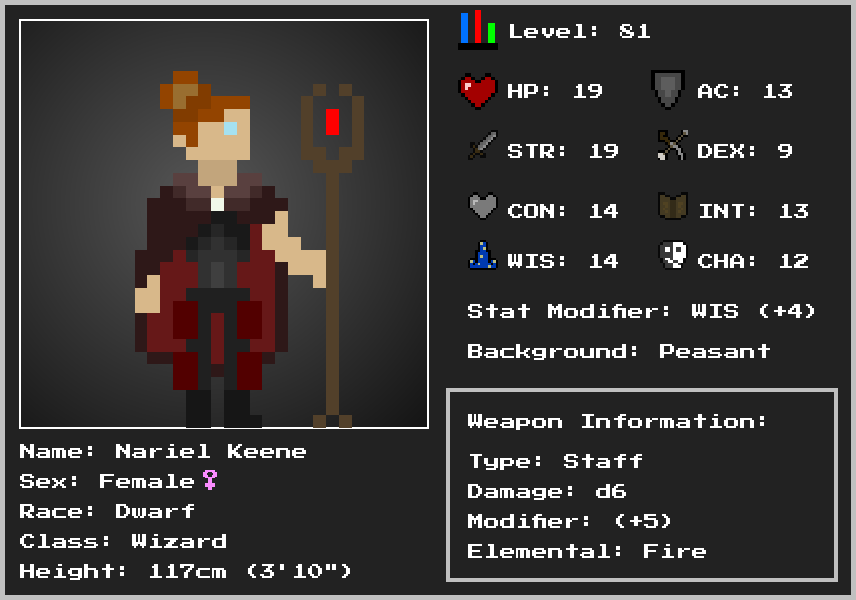 Level: 81
HP: 19
AC: 13
STR: 19
DEX: 9
CON: 14
INT: 13
WIS: 14
CHA: 12
Stat Modifier: WIS (+4)
Background: Peasant
Weapon Information:
Type: Staff
Damage: d6
Modifier: (+5)
Elemental: Fire
Name: Nariel Keene
Sex: Female♀
Race: Dwarf
Class: Wizard
Height: 117cm (3'10")